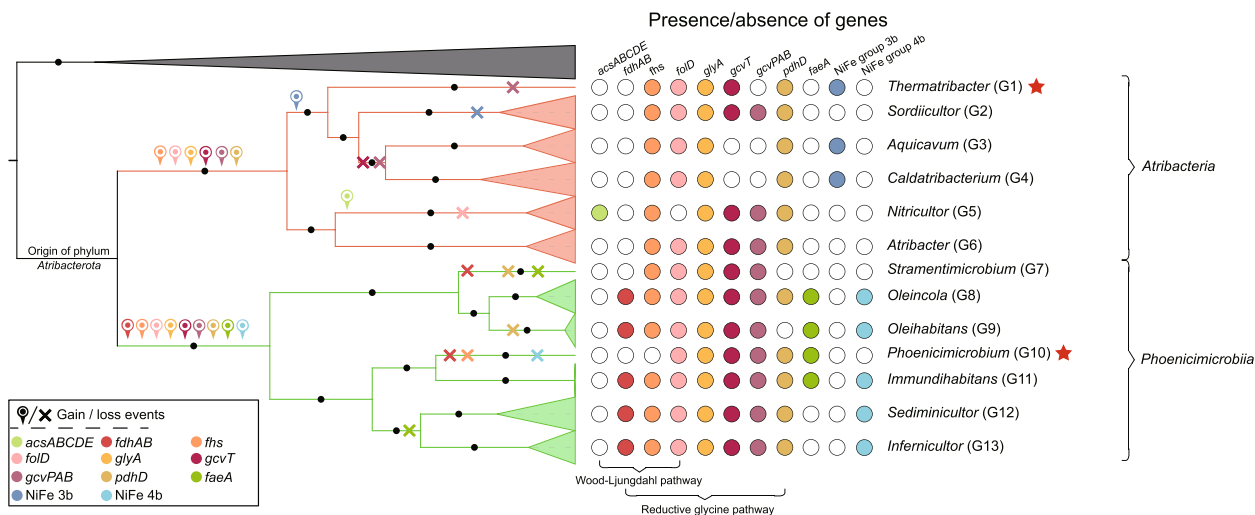 Presence/absence of genes
acsABCDE
fdhAB
fhs
folD
glyA
gcvT
gcvPAB
pdhD
faeA
NiFe group 3b
NiFe group 4b
Thermatribacter (G1)
Sordiicultor (G2)
Aquicavum (G3)
Caldatribacterium (G4)
Nitricultor (G5)
Atribacter (G6)
Stramentimicrobium (G7)
Oleincola (G8)
Oleihabitans (G9)
Phoenicimicrobium (G10)
Immundihabitans (G11)
Sediminicultor (G12)
Infernicultor (G13)
Atribacteria
Phoenicimicrobiia
Origin of phylum
Atribacterota
Gain / loss events
acsABCDE fdhAB fhs
folD glyA gcvT
gcvPAB pdhD faeA
NiFe 3b NiFe 4b
Wood-Ljungdahl pathway
Reductive glycine pathway